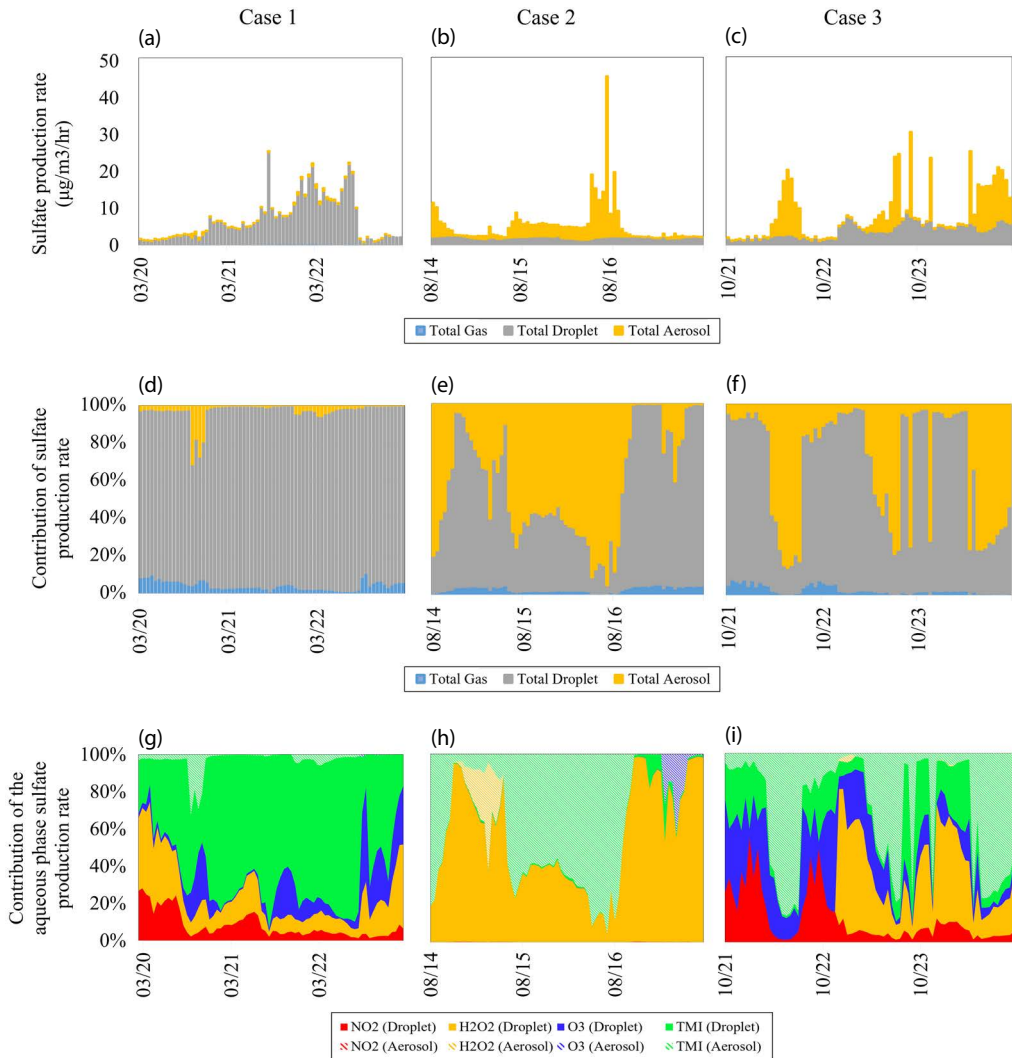 Case 1 Case 2 Case 3
(a) (b) (c)
Sulfate production rate
(μg/m3/hr)
50
40
30
20
10
0
03/20 03/21 03/22 08/14 08/15 08/16 10/21 10/22 10/23
Total Gas Total Droplet Total Aerosol
(d) (e) (f)
Contribution of sulfate
production rate
100%
80%
60%
40%
20%
0%
03/20 03/21 03/22 08/14 08/15 08/16 10/21 10/22 10/23
Total Gas Total Droplet Total Aerosol
(g) (h) (i)
Contribution of the
aqueous phase sulfate
production rate
100%
80%
60%
40%
20%
0%
03/20 03/21 03/22 08/14 08/15 08/16 10/21 10/22 10/23
NO2 (Droplet) H2O2 (Droplet) O3 (Droplet) TMI (Droplet)
NO2 (Aerosol) H2O2 (Aerosol) O3 (Aerosol) TMI (Aerosol)